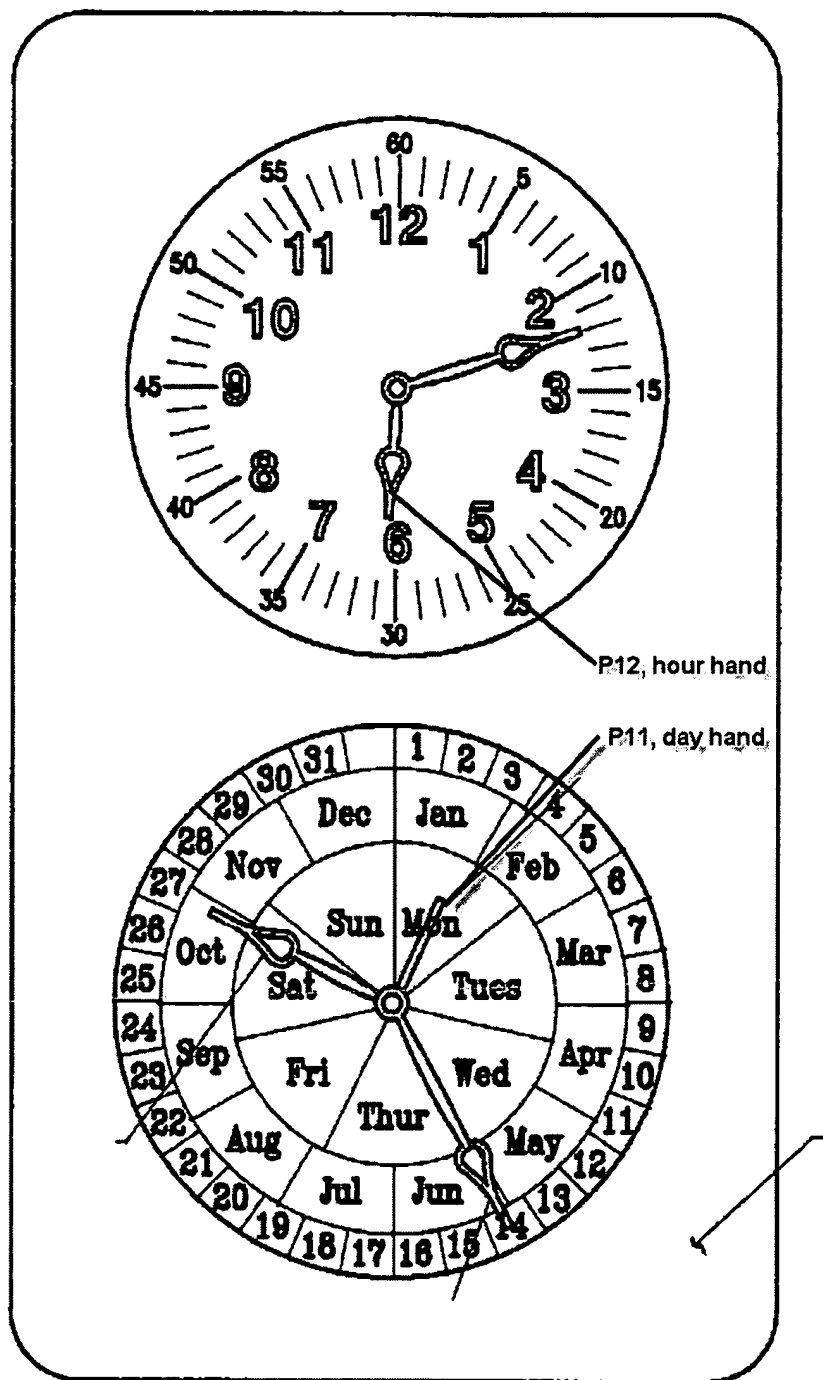 60
55
5
12
11
1
50
10
10
2
45
9
3
15
8
4
40
20
7
5
6
35
25
30
P12, hour hand
P11, day hand
31
1
30
2
29
3
28
4
27
5
26
6
25
7
24
8
23
9
22
10
21
11
20
12
19
13
18
14
17
16
15
Dec
Jan
Nov
Feb
Oct
Mar
Sep
Apr
Aug
May
Jul
Jun
Sun
Mon
Sat
Tues
Fri
Wed
Thur